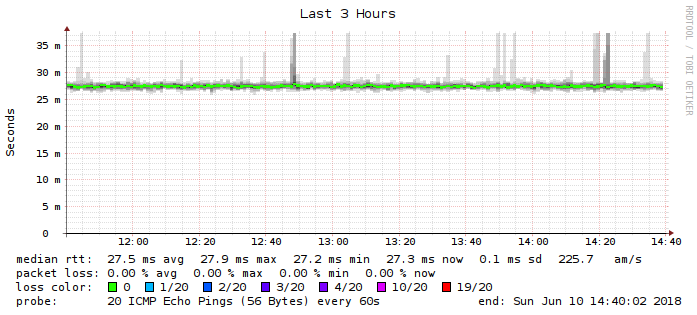 Last 3 Hours
RRDTOOL / TOBI OETIKER
Seconds
35 m
30 m
25 m
20 m
15 m
10 m
5 m
0
12:00 12:20 12:40 13:00 13:20 13:40 14:00 14:20 14:40
median rtt: 27.5 ms avg 27.9 ms max 27.2 ms min 27.3 ms now 0.1 ms sd 225.7 am/s
packet loss: 0.00 % avg 0.00 % max 0.00 % min 0.00 % now
loss color: 0 1/20 2/20 3/20 4/20 10/20 19/20
probe: 20 ICMP Echo Pings (56 Bytes) every 60s end: Sun Jun 10 14:40:02 2018